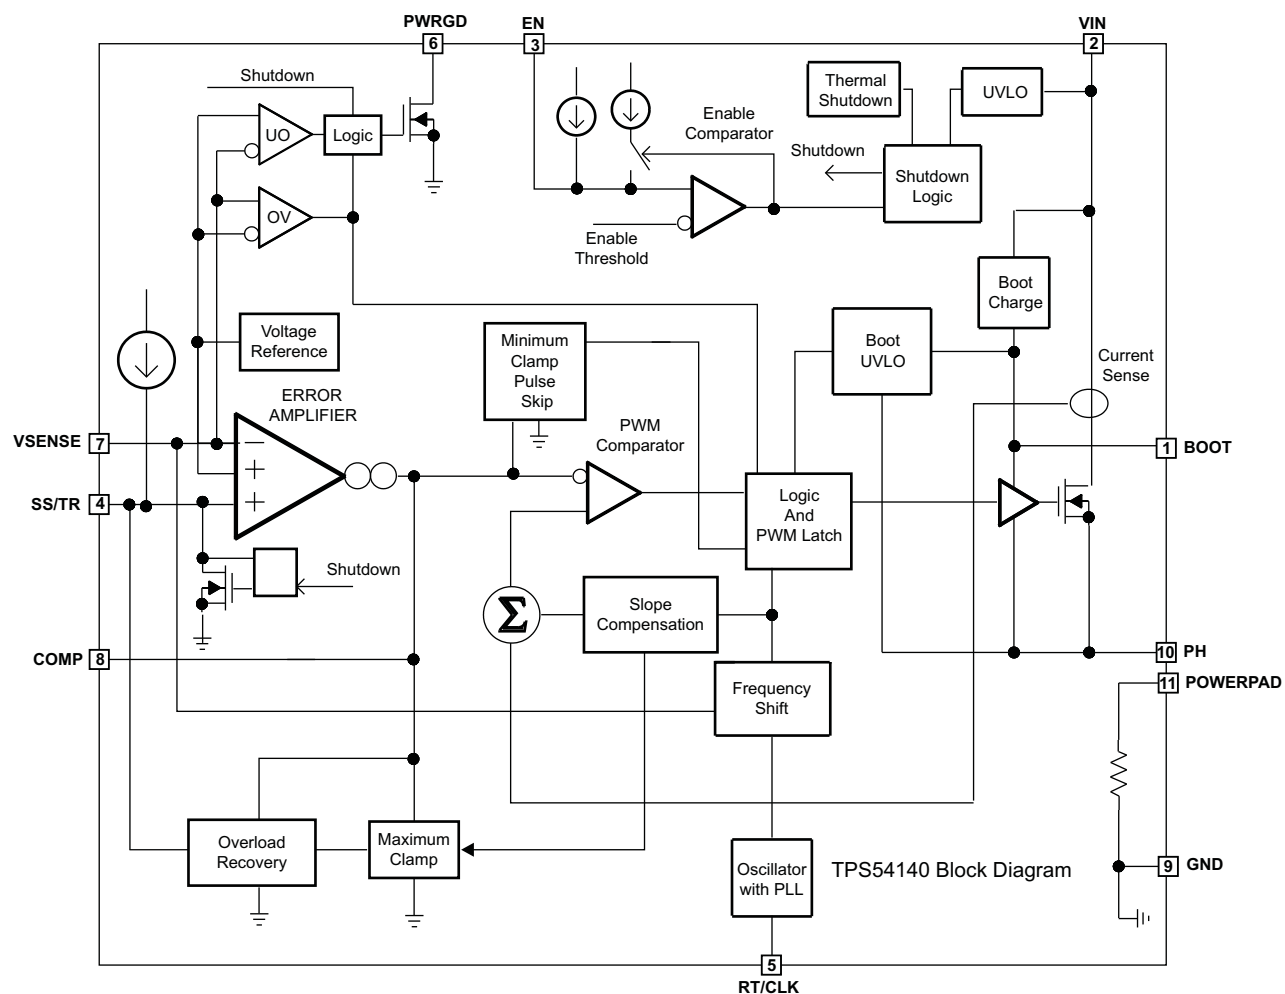 PWRGD
EN
VIN
6
3
2
Shutdown
Thermal
Shutdown
UVLO
UO
Logic
Enable
Comparator
Shutdown
Shutdown
Logic
OV
Enable
Threshold
Boot
Charge
Voltage
Reference
Minimum
Clamp
Pulse
Skip
Boot
UVLO
Current
Sense
ERROR
AMPLIFIER
PWM
Comparator
VSENSE 7
−
1 BOOT
+
SS/TR 4
+
Logic
And
PWM Latch
Shutdown
Σ
Slope
Compensation
COMP 8
10 PH
11 POWERPAD
Frequency
Shift
Overload
Recovery
Maximum
Clamp
Oscillator
with PLL
TPS54140 Block Diagram
9 GND
5
RT/CLK